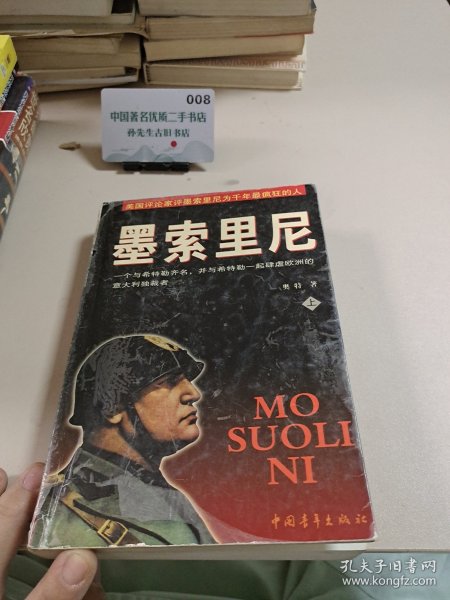 008
中国著名优质二手书店
孙先生古旧书店
美国评论家评墨索里尼为千年最疯狂的人
墨索里尼
一个与希特勒齐名，并与希特勒一起肆虐欧洲的
意大利独裁者
奥特 著
上
MO
SUOLI
NI
中国青年出版社
孔夫子旧书网
www.kongfz.com